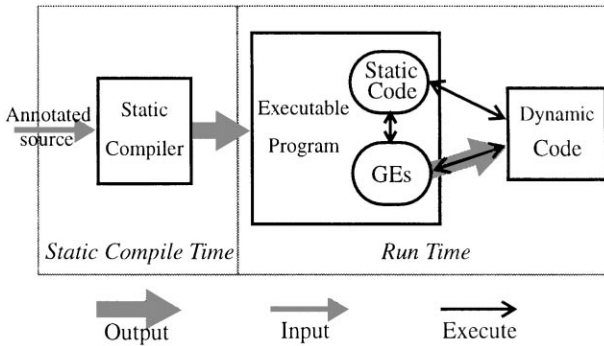 Annotated
source
Static
Compiler
Executable
Program
Static
Code
GEs
Dynamic
Code
Static Compile Time
Run Time
Output
Input
Execute